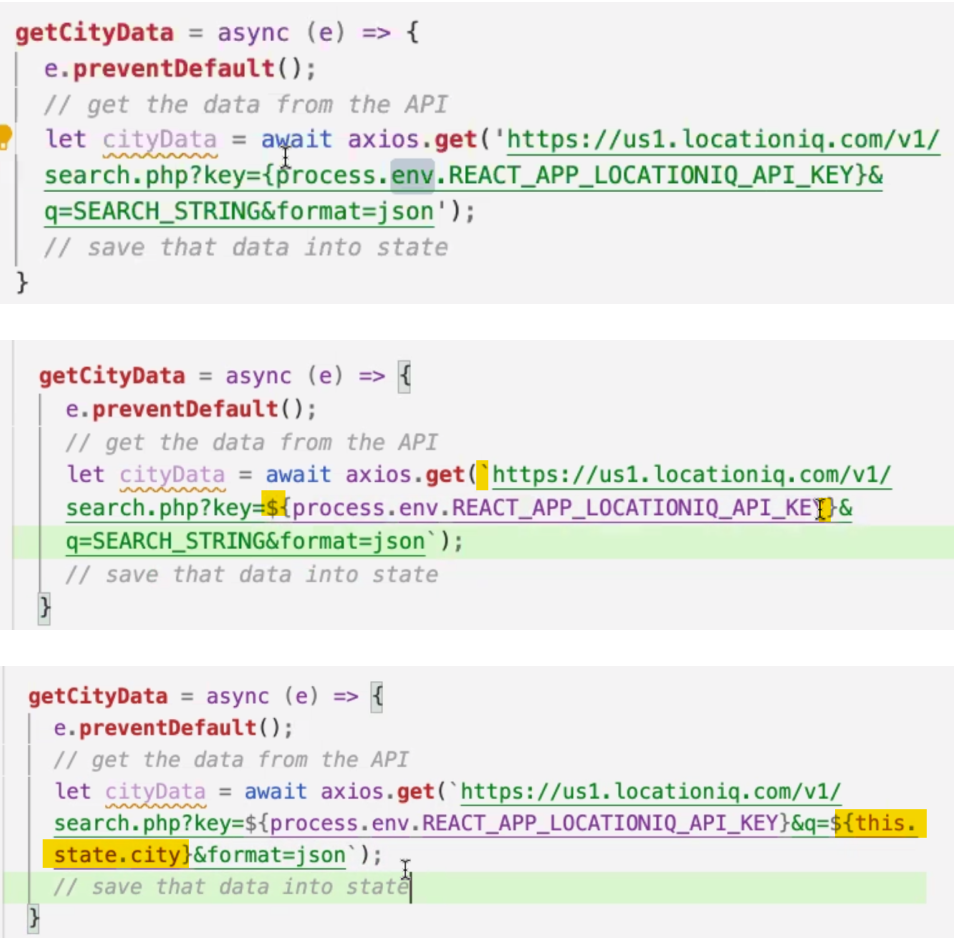 getCityData = async (e) => {
e.preventDefault();
// get the data from the API
let cityData = await axios.get('https://us1.locationiq.com/v1/
search.php?key={process.env.REACT_APP_LOCATIONIQ_API_KEY}&
q=SEARCH_STRING&format=json');
// save that data into state
}
getCityData = async (e) => {
e.preventDefault();
// get the data from the API
let cityData = await axios.get(`https://us1.locationiq.com/v1/
search.php?key=${process.env.REACT_APP_LOCATIONIQ_API_KEY}&
q=SEARCH_STRING&format=json`);
// save that data into state
}
getCityData = async (e) => {
e.preventDefault();
// get the data from the API
let cityData = await axios.get(`https://us1.locationiq.com/v1/
search.php?key=${process.env.REACT_APP_LOCATIONIQ_API_KEY}&q=${this.
state.city}&format=json`);
// save that data into state
}